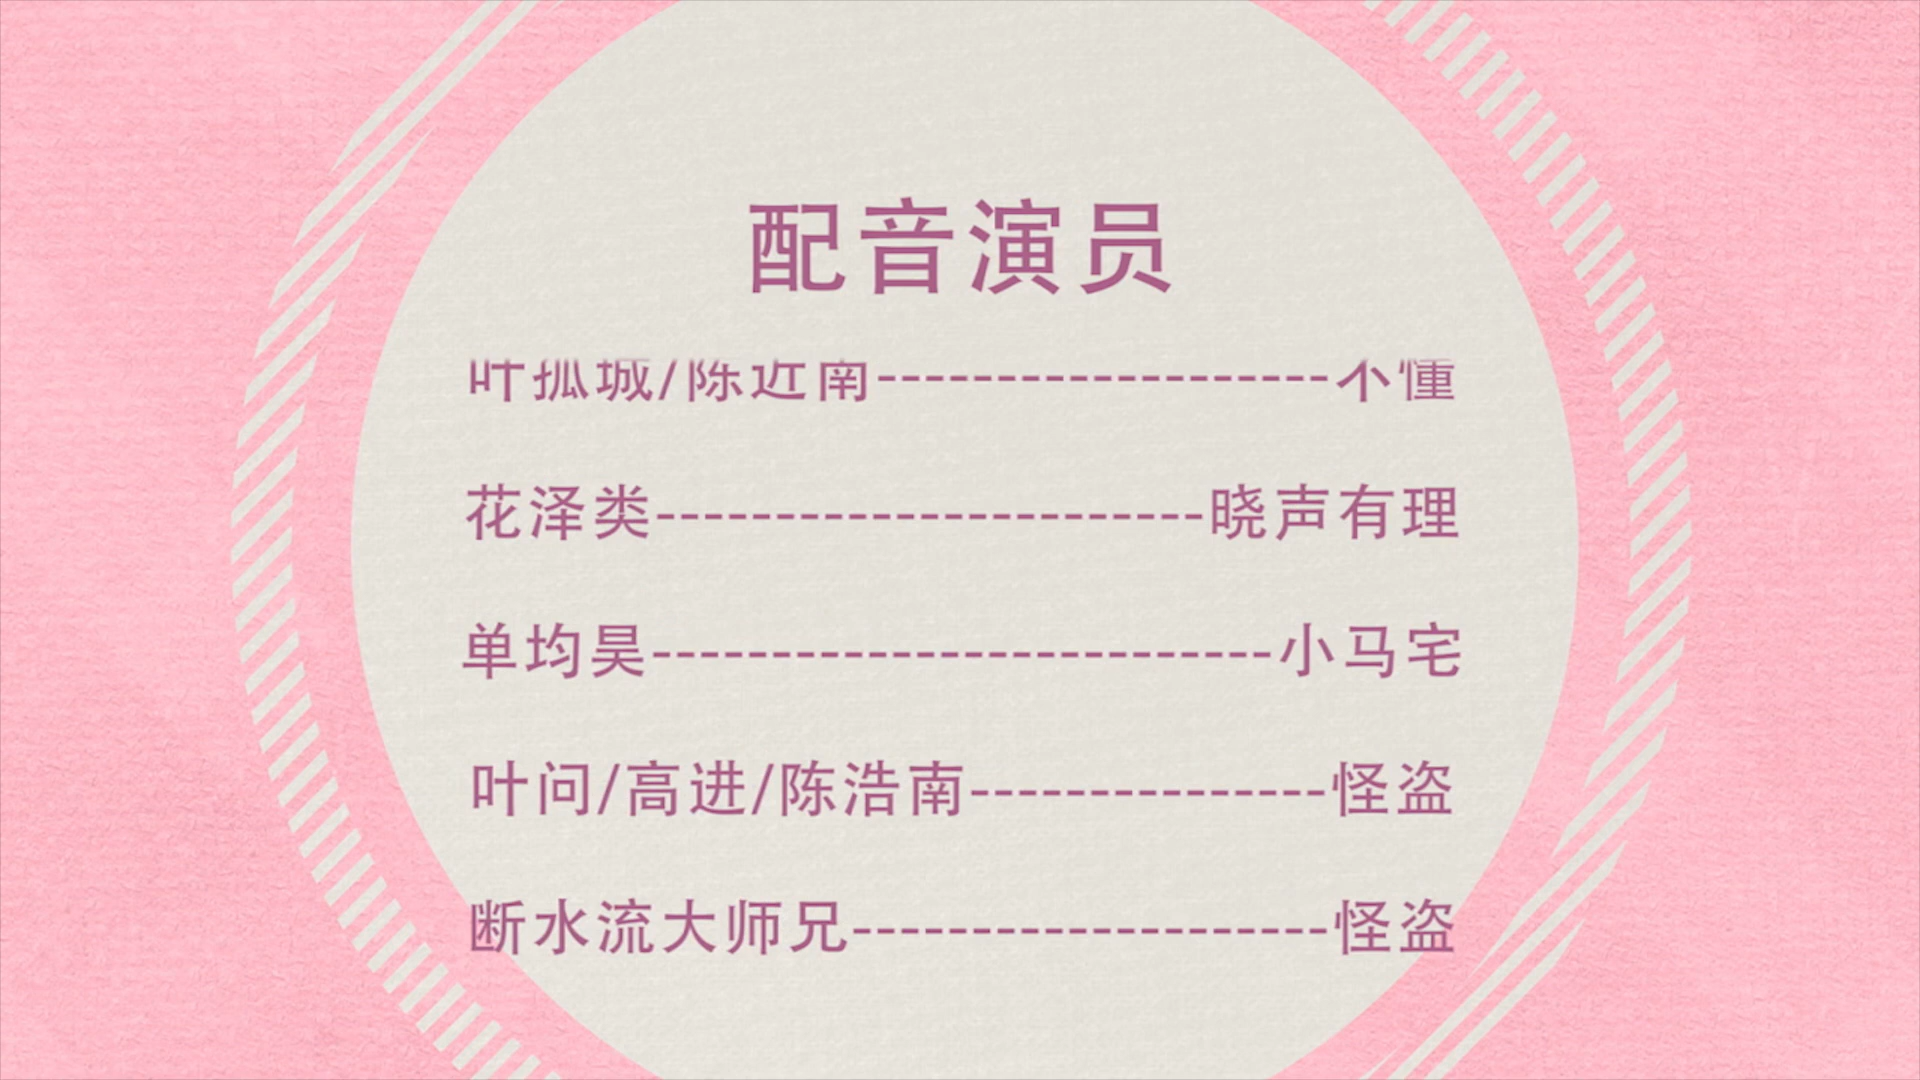 配音演员
叶孤城/陈近南-------------------不懂
花泽类-----------------------晓声有理
单均昊--------------------------小马宅
叶问/高进/陈浩南---------------怪盗
断水流大师兄--------------------怪盗